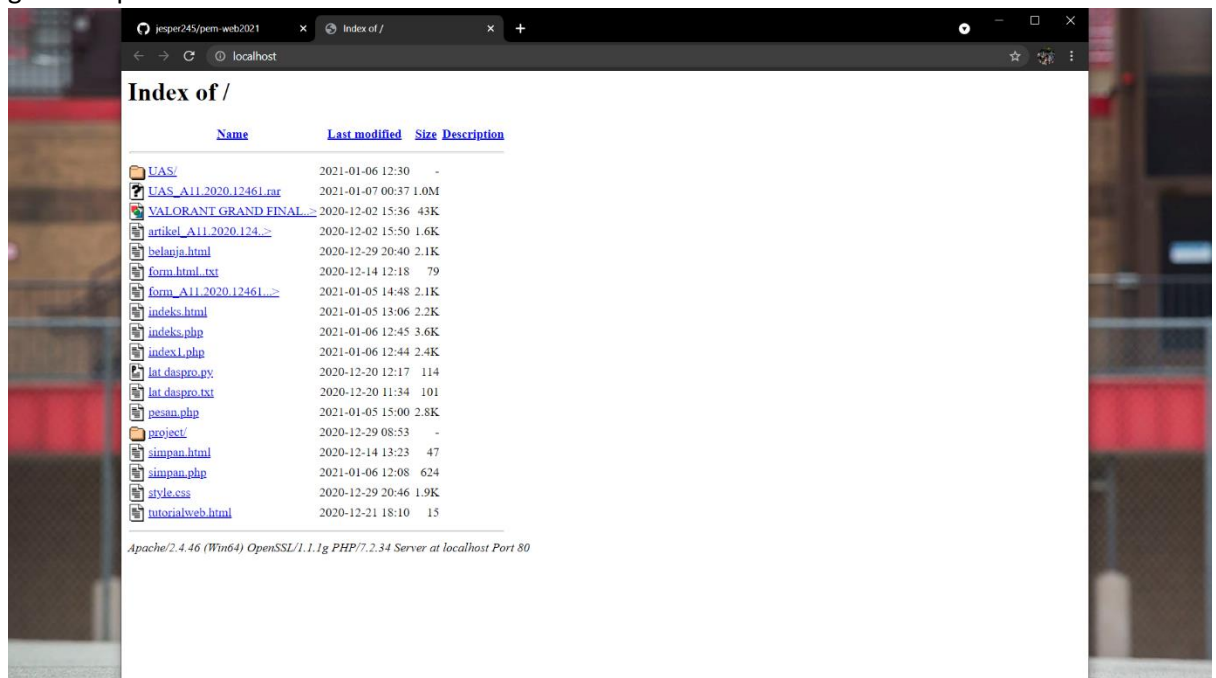 jesper245/pem-web2021
Index of /
localhost
Index of /
Name Last modified Size Description
UAS/ 2021-01-06 12:30 -
UAS_A11.2020.12461.rar 2021-01-07 00:37 1.0M
VALORANT GRAND FINAL..> 2020-12-02 15:36 43K
artikel_A11.2020.124..> 2020-12-02 15:50 1.6K
belanja.html 2020-12-29 20:40 2.1K
form.html..txt 2020-12-14 12:18 79
form_A11.2020.12461...> 2021-01-05 14:48 2.1K
indeks.html 2021-01-05 13:06 2.2K
indeks.php 2021-01-06 12:45 3.6K
index1.php 2021-01-06 12:44 2.4K
lat daspro.py 2020-12-20 12:17 114
lat daspro.txt 2020-12-20 11:34 101
pesan.php 2021-01-05 15:00 2.8K
project/ 2020-12-29 08:53 -
simpan.html 2020-12-14 13:23 47
simpan.php 2021-01-06 12:08 624
style.css 2020-12-29 20:46 1.9K
tutorialweb.html 2020-12-21 18:10 15
Apache/2.4.46 (Win64) OpenSSL/1.1.1g PHP/7.2.34 Server at localhost Port 80